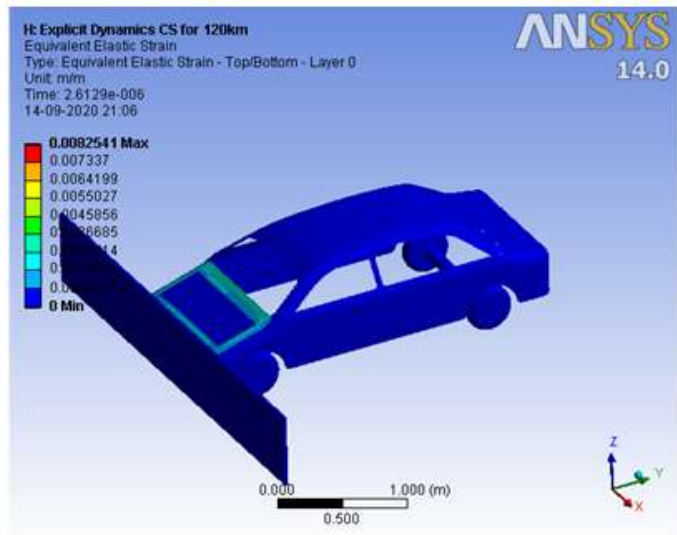 H: Explicit Dynamics CS for 120km
Equivalent Elastic Strain
Type: Equivalent Elastic Strain - Top/Bottom - Layer 0
Unit: m/m
Time: 2.6129e-006
14-09-2020 21:06
ANSYS
14.0
0.0082541 Max
0.007337
0.0064199
0.0055027
0 Min
0.000
1.000 (m)
0.500
Z
Y
X